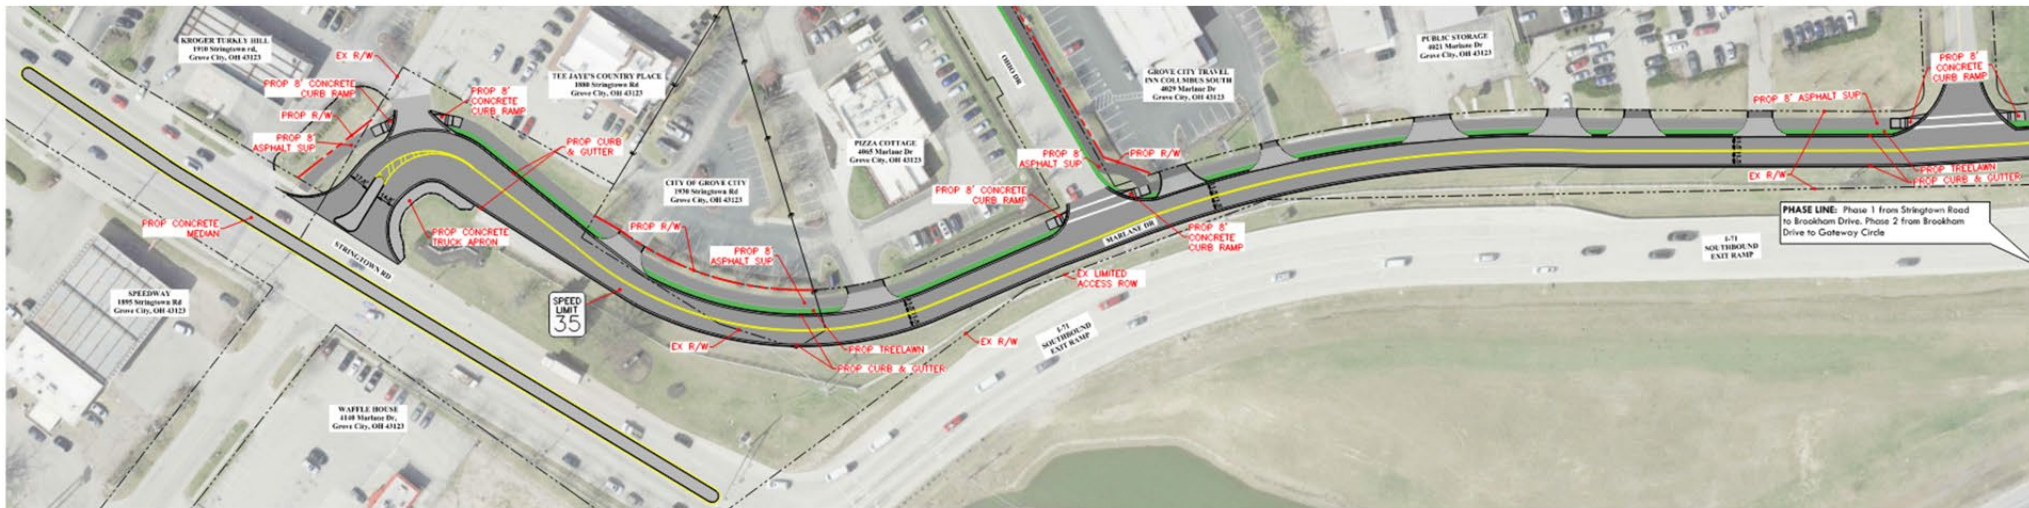 KROGER TURKLY HILL
1910 Stringtown rd,
Grove City, OH 43123
EX R/W
PROP 8' CONCRETE
CURB RAMP
PROP R/W
PROP 8'
ASPHALT SUP
PROP 8'
CONCRETE
CURB RAMP
TEE JAYE'S COUNTRY PLACE
1880 Stringtown Rd
Grove City, OH 43123
PROP CURB
& GUTTER
PROP CONCRETE
MEDIAN
STRINGTOWN RD
PROP CONCRETE
TRUCK APRON
SPEEDWAY
1895 Stringtown Rd
Grove City, OH 43123
WAFFLE HOUSE
4140 Marlane Dr,
Grove City, OH 43123
CITY OF GROVE CITY
1930 Stringtown Rd
Grove City, OH 43123
PROP R/W
PROP 8'
ASPHALT SUP
SPEED
LIMIT
35
EX R/W
PROP TREELAWN
PROP CURB & GUTTER
PIZZA COTTAGE
4065 Marlane Dr
Grove City, OH 43123
OHIO DR
PROP 8'
ASPHALT SUP
PROP R/W
PROP 8' CONCRETE
CURB RAMP
MARLANE DR
PROP 8'
CONCRETE
CURB RAMP
EX LIMITED
ACCESS ROW
EX R/W
I-71
SOUTHBOUND
EXIT RAMP
GROVE CITY TRAVEL
INN COLUMBUS SOUTH
4029 Marlane Dr
Grove City, OH 43123
PUBLIC STORAGE
4021 Marlane Dr
Grove City, OH 43123
PROP 8' ASPHALT SUP
PROP 8'
CONCRETE
CURB RAMP
EX R/W
PROP TREELAWN
PROP CURB & GUTTER
PHASE LINE: Phase 1 from Stringtown Road
to Brookham Drive. Phase 2 from Brookham
Drive to Gateway Circle
I-71
SOUTHBOUND
EXIT RAMP